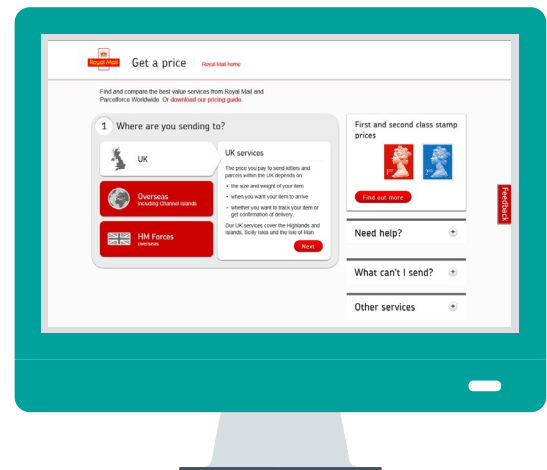 Royal Mail
Get a price
Royal Mail home
Find and compare the best value services from Royal Mail and
Parcelforce Worldwide. Or download our pricing guide.
1 Where are you sending to?
UK
Overseas
including Channel Islands
HM Forces
overseas
UK services
The price you pay to send letters and
parcels within the UK depends on:
• the size and weight of your item
• when you want your item to arrive
• whether you want to track your item or
get confirmation of delivery.
Our UK services cover the Highlands and
Islands, Scilly Isles and the Isle of Man.
Next
First and second class stamp
prices
1ST
2ND
Find out more
Need help?
What can't I send?
Other services
Feedback